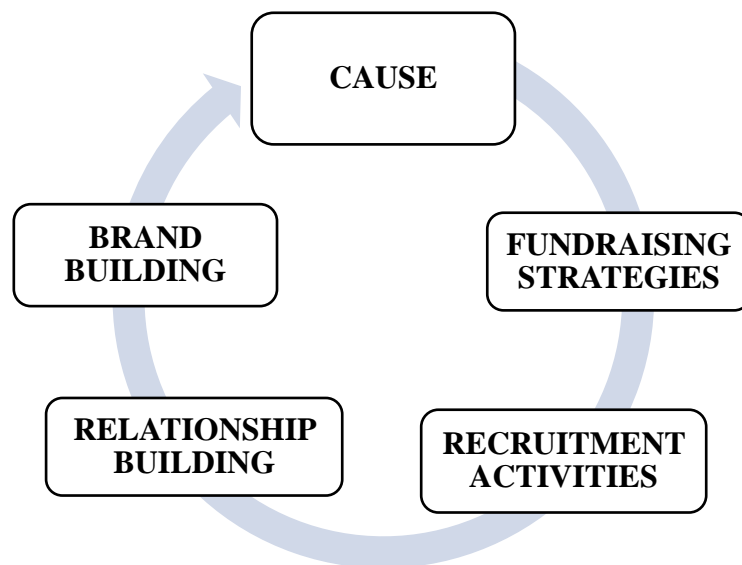 CAUSE
FUNDRAISING
STRATEGIES
RECRUITMENT
ACTIVITIES
RELATIONSHIP
BUILDING
BRAND
BUILDING